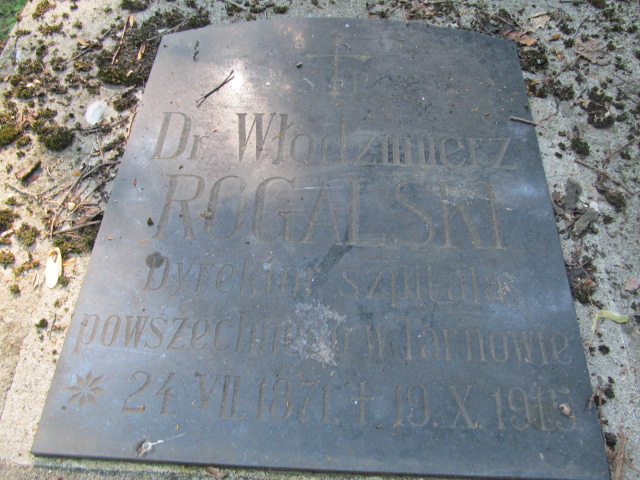 S † P
Dr Włodzimierz
ROGALSKI
Dyrektor szpitala
powszechnego w Tarnowie
* 24. VII. 1871. † 19. X. 1915